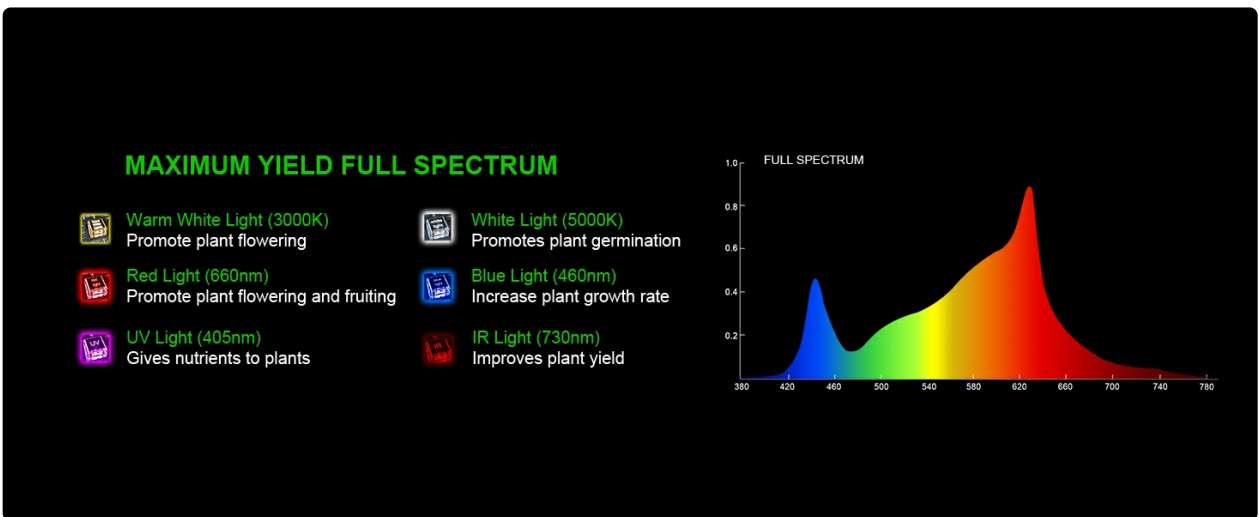 MAXIMUM YIELD FULL SPECTRUM
Warm White Light (3000K)
Promote plant flowering
White Light (5000K)
Promotes plant germination
Red Light (660nm)
Promote plant flowering and fruiting
Blue Light (460nm)
Increase plant growth rate
UV Light (405nm)
Gives nutrients to plants
IR Light (730nm)
Improves plant yield
FULL SPECTRUM
1.0
0.8
0.6
0.4
0.2
380 420 460 500 540 580 620 660 700 740 780
UV
IR